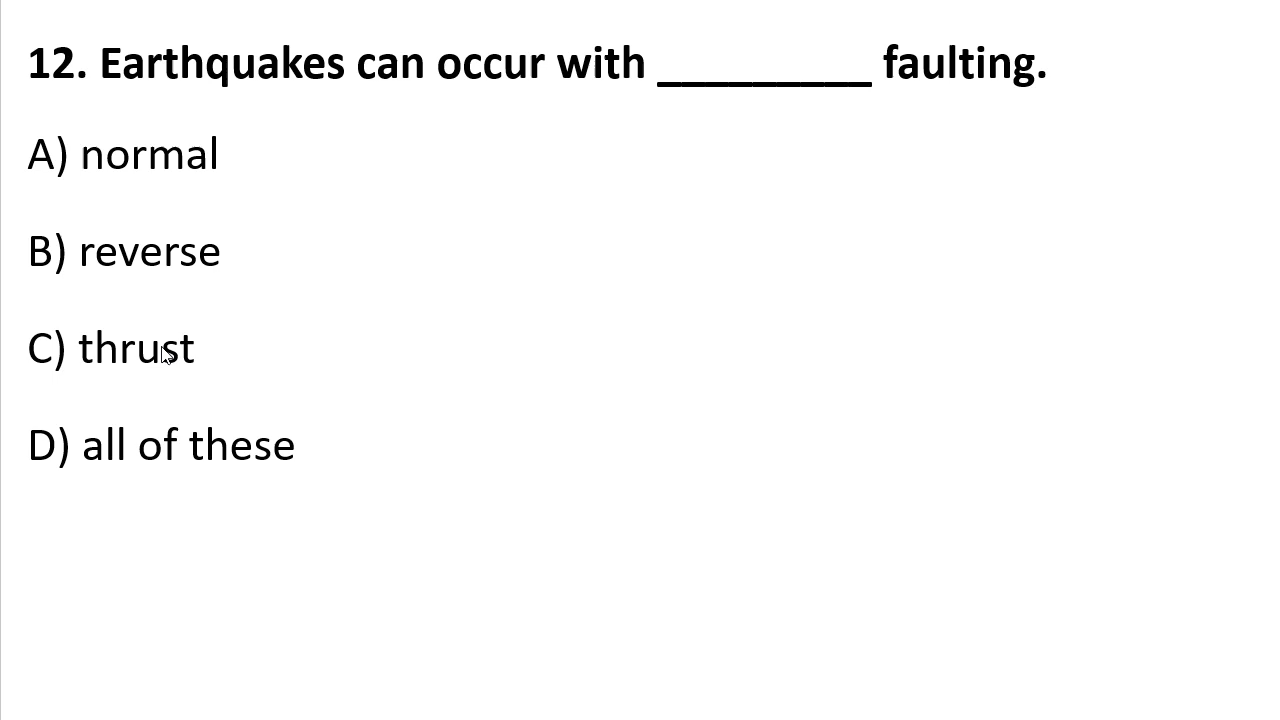 12. Earthquakes can occur with _________ faulting.
A) normal
B) reverse
C) thrust
D) all of these